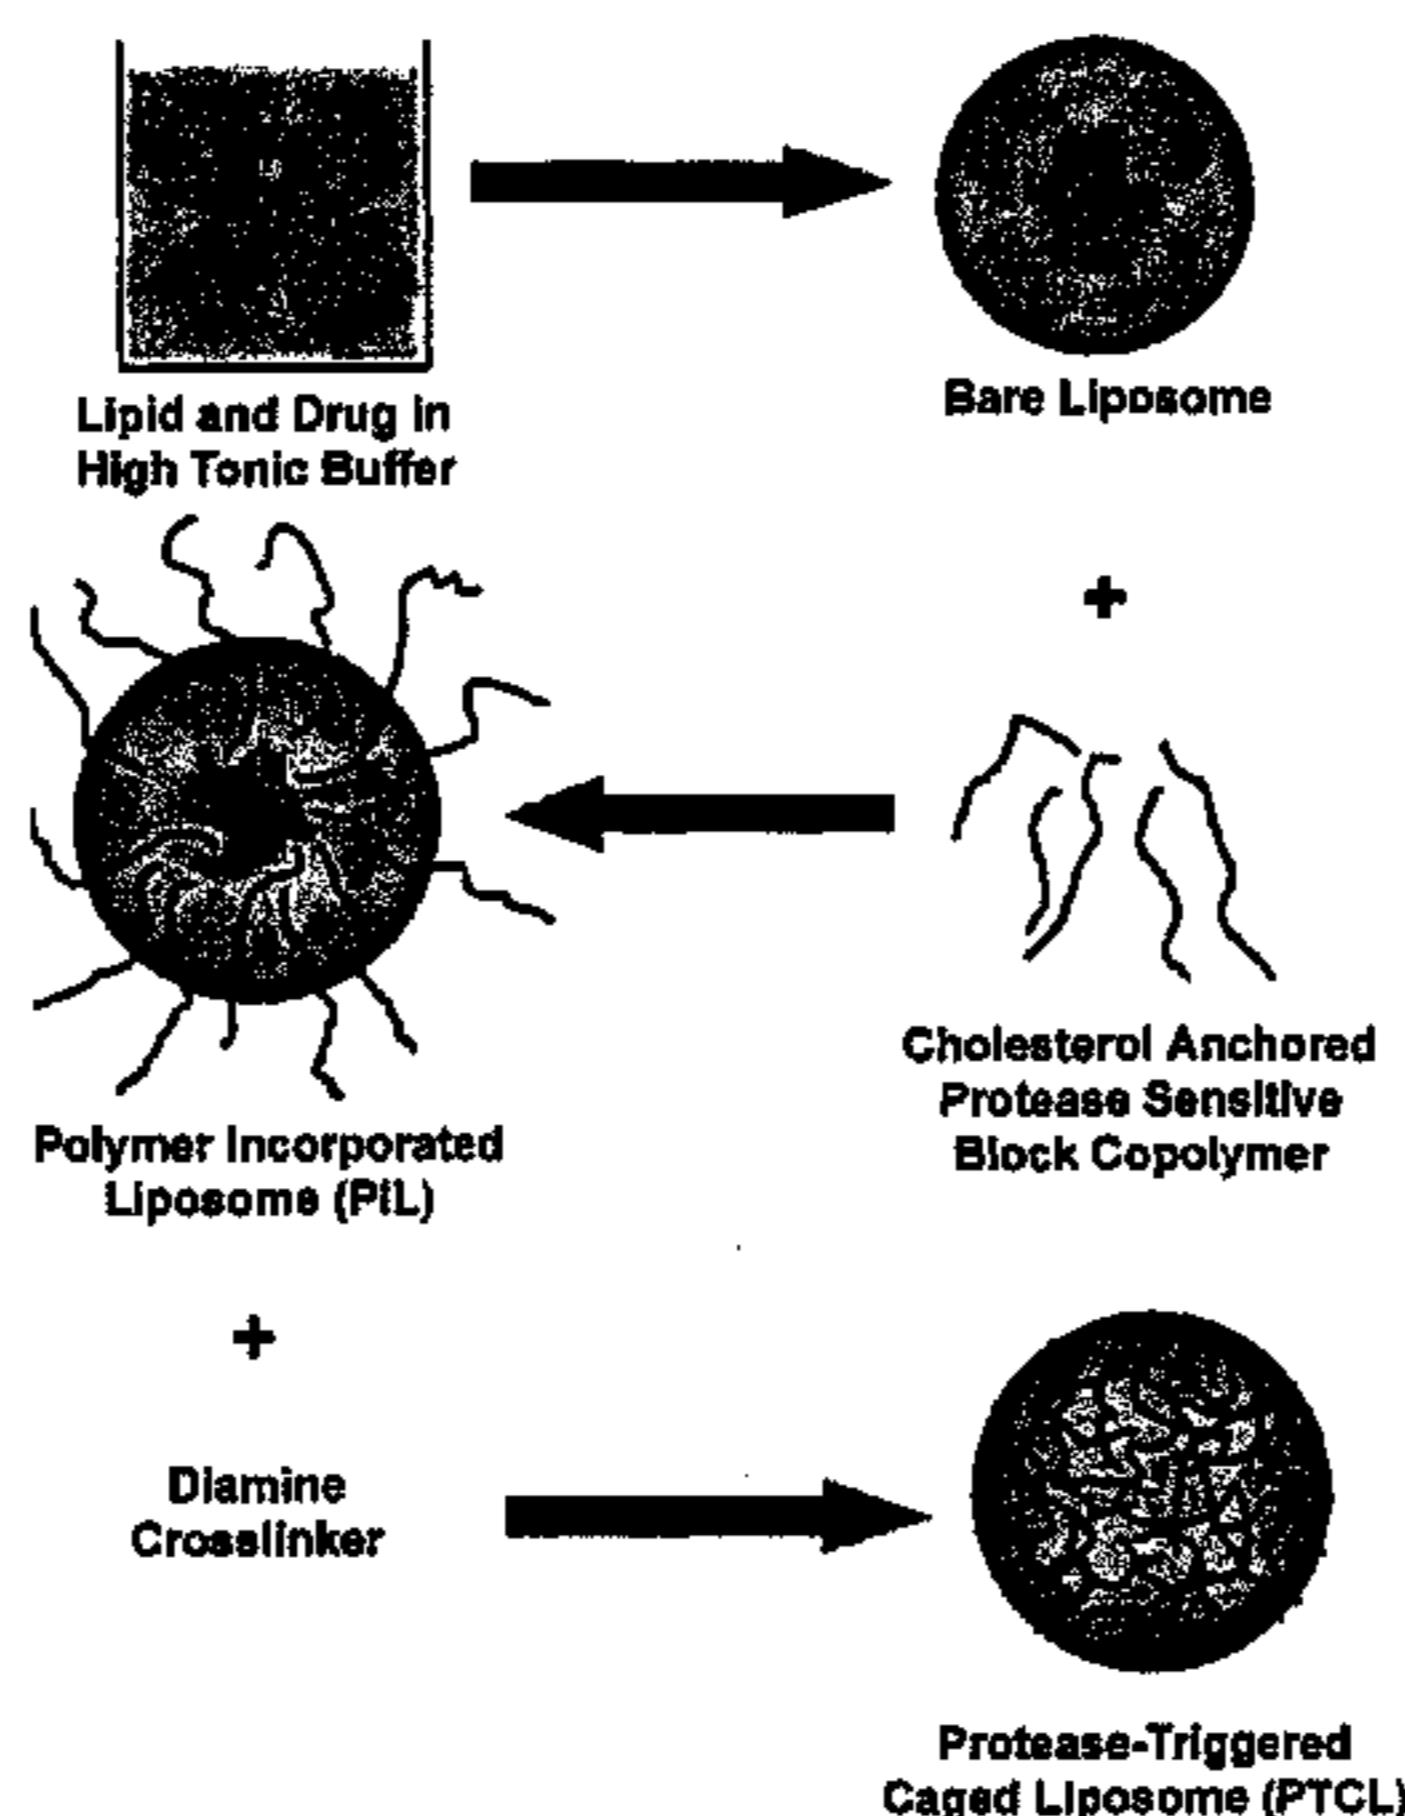 Lipid and Drug in
High Tonic Buffer
Bare Liposome
+
Cholesterol Anchored
Protease Sensitive
Block Copolymer
Polymer Incorporated
Liposome (PIL)
+
Diamine
Crosslinker
Protease-Triggered
Caged Liposome (PTCL)